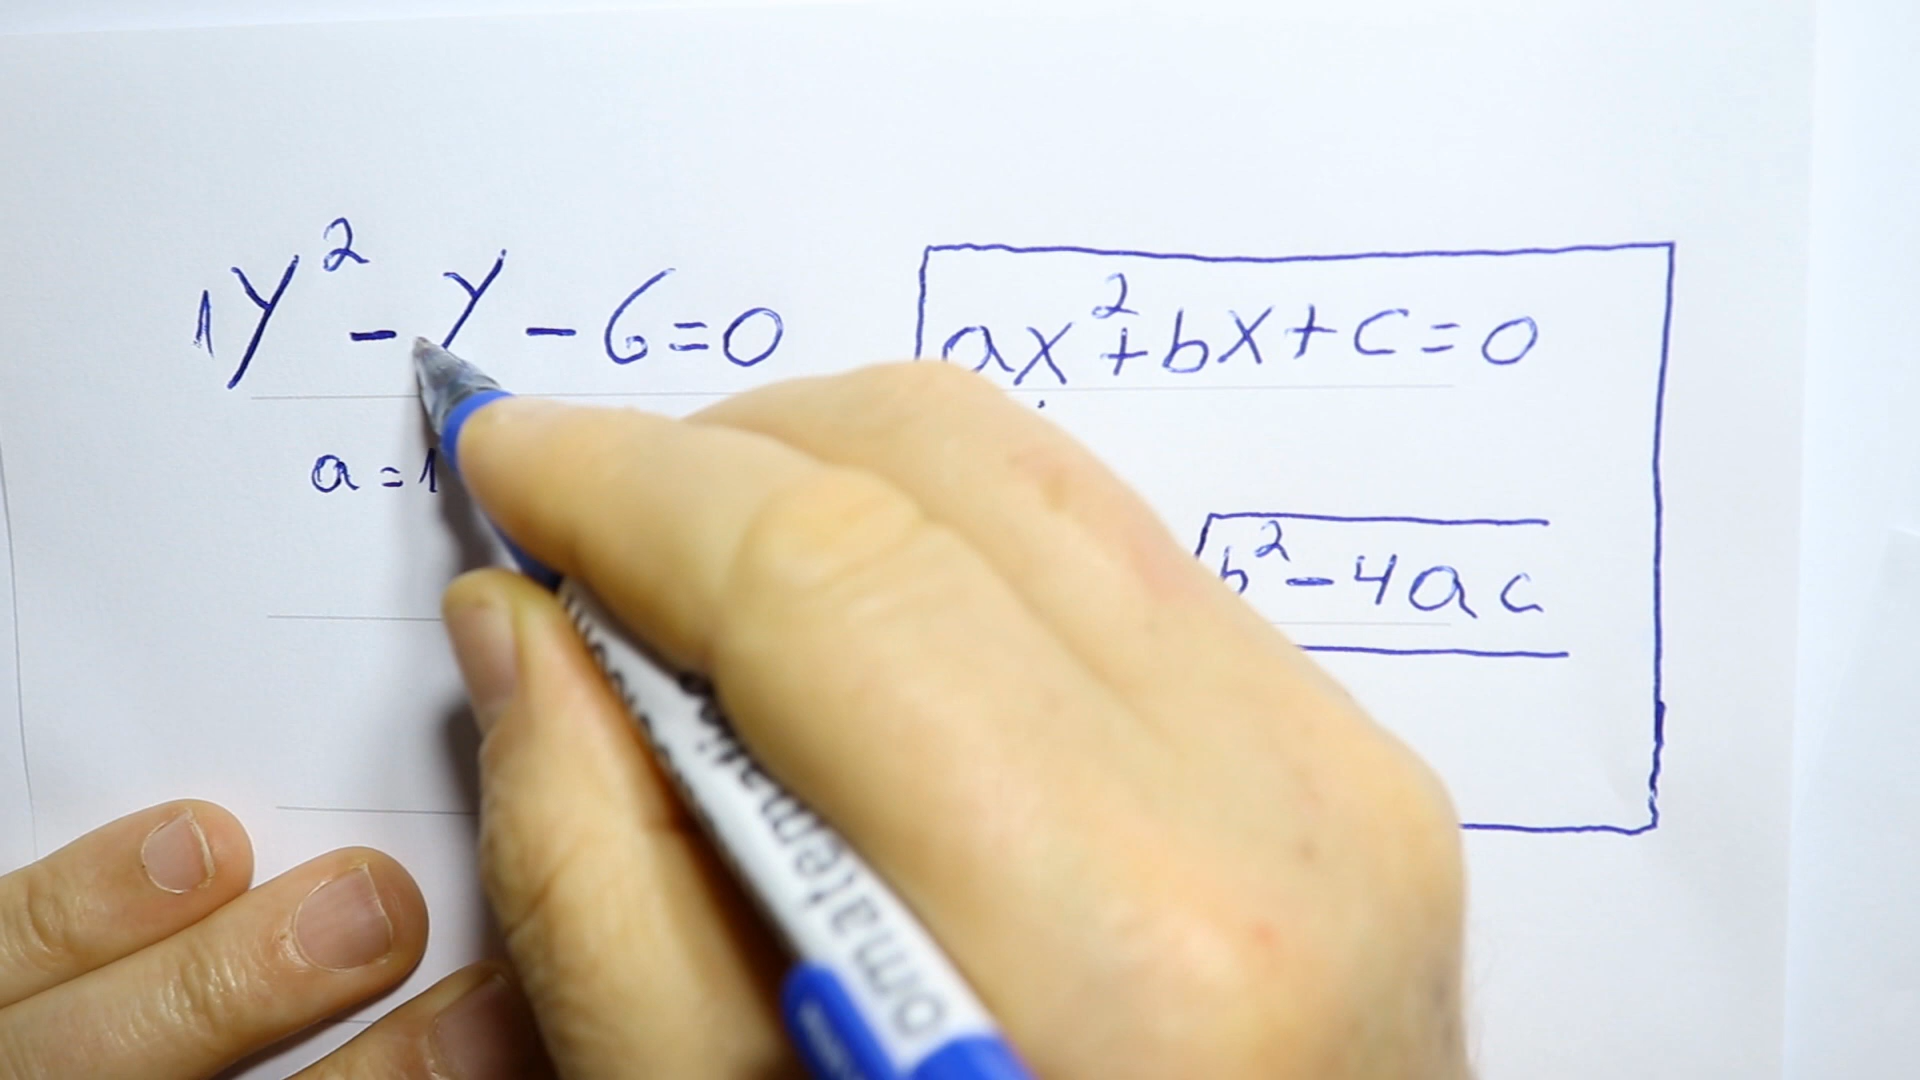 1y² - y - 6 = 0
ax² + bx + c = 0
a = 1
√b² - 4ac